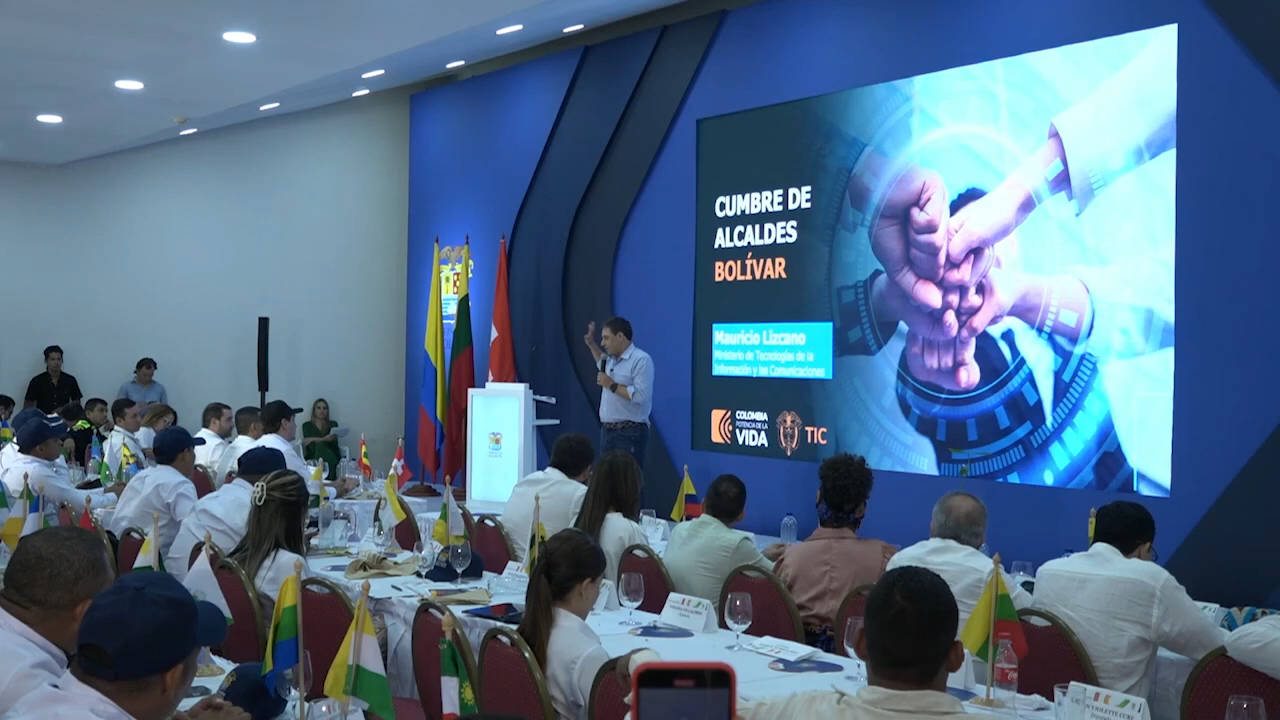 CUMBRE DE
ALCALDES
BOLÍVAR
Mauricio Lizcano
Ministerio de Tecnologías de la
Información y las Comunicaciones
COLOMBIA
POTENCIA DE LA
VIDA
TIC